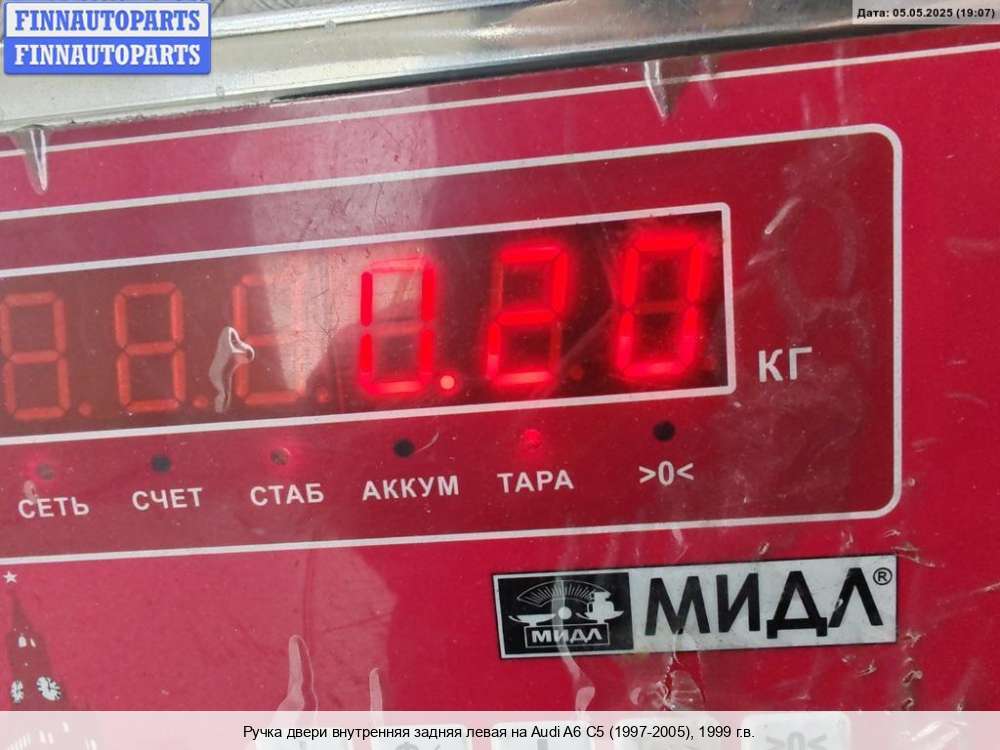 FINNAUTOPARTS
FINNAUTOPARTS
Дата: 05.05.2025 (19:07)
0.20
КГ
СЕТЬ СЧЕТ СТАБ АККУМ ТАРА >0<
МИДЛ МИДЛ®
Ручка двери внутренняя задняя левая на Audi A6 C5 (1997-2005), 1999 г.в.